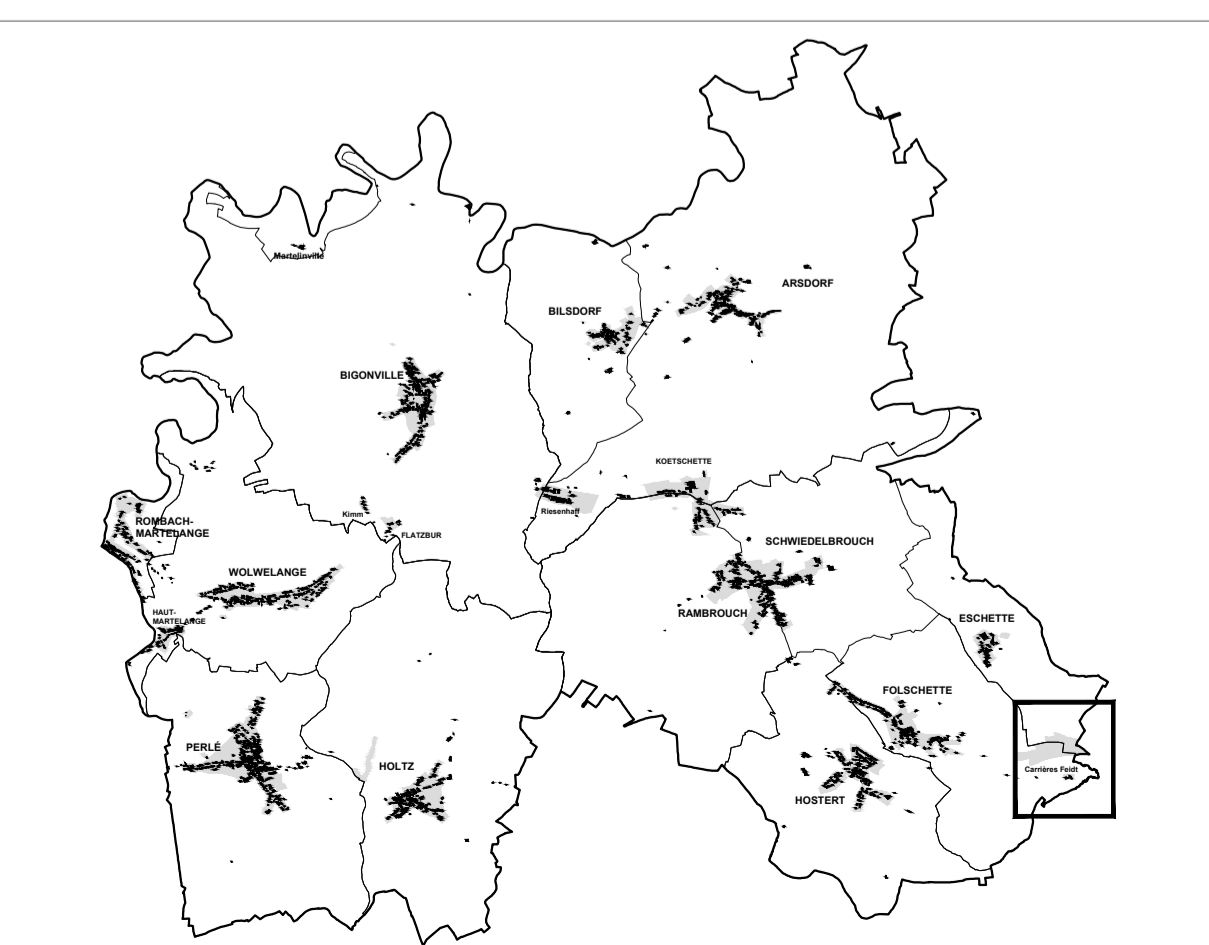 Martelinville
ARSDORF
BILSDORF
BIGONVILLE
KOETSCHETTE
Riesenhaff
Kimm
FLATZBUR
ROMBACH-
MARTELANGE
SCHWIEDELBROUCH
WOLWELANGE
RAMBROUCH
HAUT-
MARTELANGE
ESCHETTE
FOLSCHETTE
PERLÉ
HOLTZ
Carrières Feidt
HOSTERT